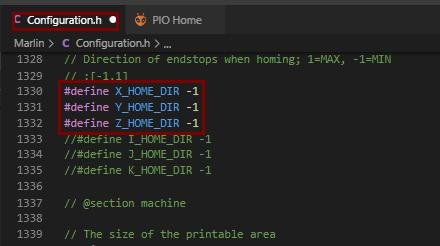 Configuration.h
PIO Home
Marlin > C Configuration.h > ...
1328 // Direction of endstops when homing; 1=MAX, -1=MIN
1329 // :[-1,1]
1330 #define X_HOME_DIR -1
1331 #define Y_HOME_DIR -1
1332 #define Z_HOME_DIR -1
1333 //#define I_HOME_DIR -1
1334 //#define J_HOME_DIR -1
1335 //#define K_HOME_DIR -1
1336
1337 // @section machine
1338
1339 // The size of the printable area